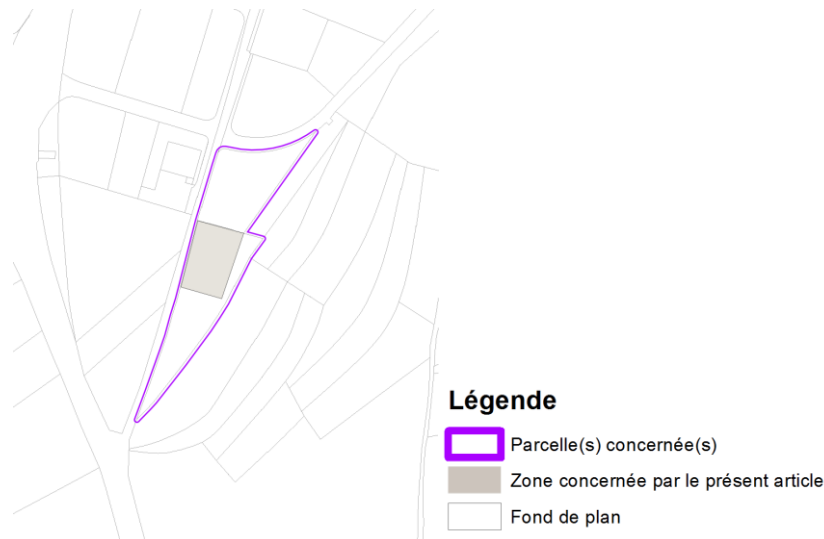 Légende
Parcelle(s) concernée(s)
Zone concernée par le présent article
Fond de plan